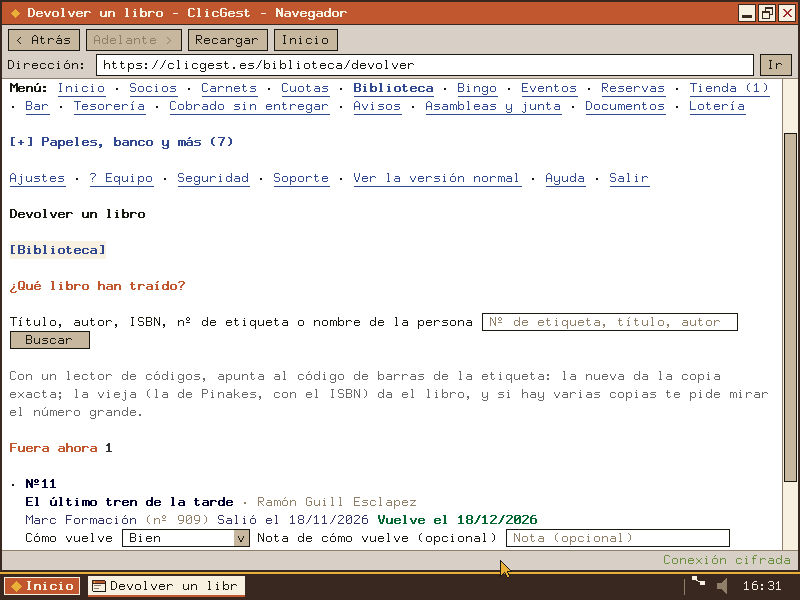 Devolver un libro - ClicGest - Navegador
< Atrás Adelante > Recargar Inicio
Dirección: https://clicgest.es/biblioteca/devolver Ir
Menú: Inicio · Socios · Carnets · Cuotas · Biblioteca · Bingo · Eventos · Reservas · Tienda (1)
· Bar · Tesorería · Cobrado sin entregar · Avisos · Asambleas y junta · Documentos · Lotería
[+] Papeles, banco y más (7)
Ajustes · ? Equipo · Seguridad · Soporte · Ver la versión normal · Ayuda · Salir
Devolver un libro
[Biblioteca]
¿Qué libro han traído?
Título, autor, ISBN, nº de etiqueta o nombre de la persona Nº de etiqueta, título, autor
Buscar
Con un lector de códigos, apunta al código de barras de la etiqueta: la nueva da la copia
exacta; la vieja (la de Pinakes, con el ISBN) da el libro, y si hay varias copias te pide mirar
el número grande.
Fuera ahora 1
· Nº11
El último tren de la tarde · Ramón Guill Esclapez
Marc Formación (nº 909) Salió el 18/11/2026 Vuelve el 18/12/2026
Cómo vuelve Bien v Nota de cómo vuelve (opcional) Nota (opcional)
Conexión cifrada
Inicio Devolver un libr 16:31